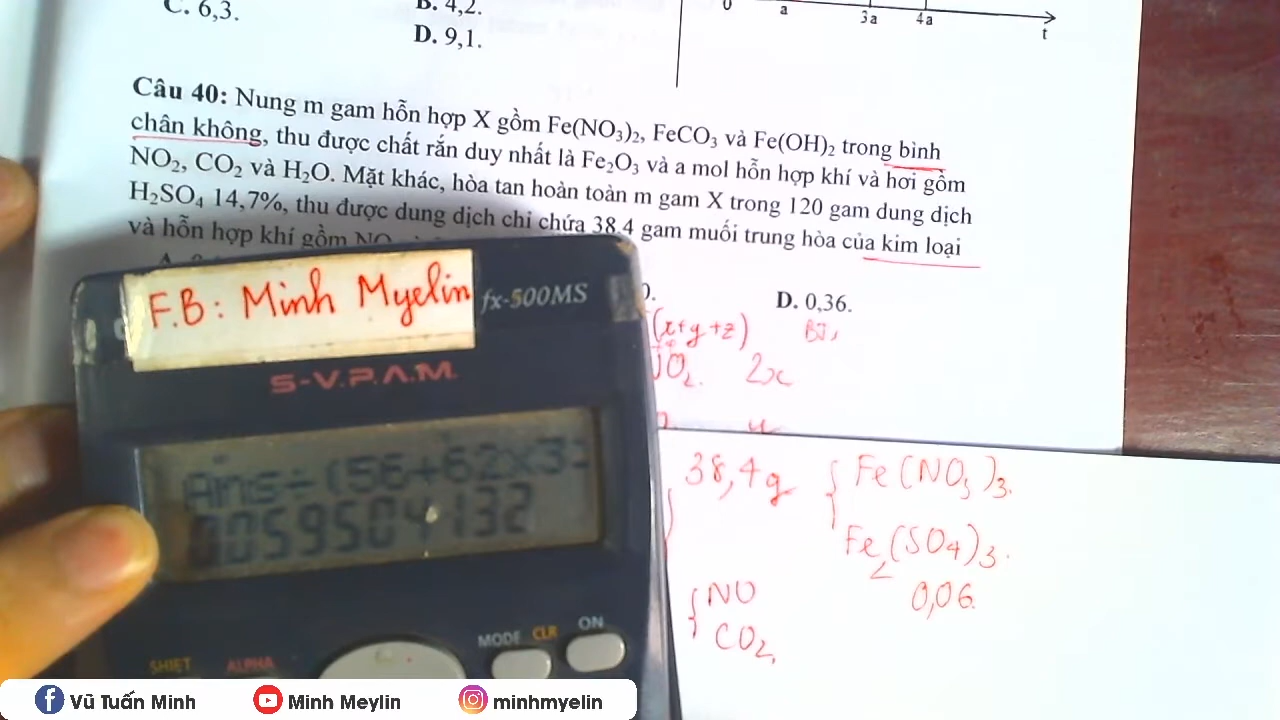 C. 6,3.
B. 4,2.
D. 9,1.
0 a 3a 4a
t
Câu 40: Nung m gam hỗn hợp X gồm Fe(NO3)2, FeCO3 và Fe(OH)2 trong bình
chân không, thu được chất rắn duy nhất là Fe2O3 và a mol hỗn hợp khí và hơi gồm
NO2, CO2 và H2O. Mặt khác, hòa tan hoàn toàn m gam X trong 120 gam dung dịch
H2SO4 14,7%, thu được dung dịch chỉ chứa 38,4 gam muối trung hòa của kim loại
và hỗn hợp khí gồm NO
D. 0,36.
F.B: Minh Myelin
fx-500MS
S-V.P.A.M.
(x+y+z)
O2. 2x
Ans÷(56+62×3
0059504132
38,4g
Fe(NO3)3.
Fe2(SO4)3.
0,06.
NO
CO2,
MODE CLR ON
SHIFT ALPHA
Vũ Tuấn Minh Minh Meylin minhmyelin